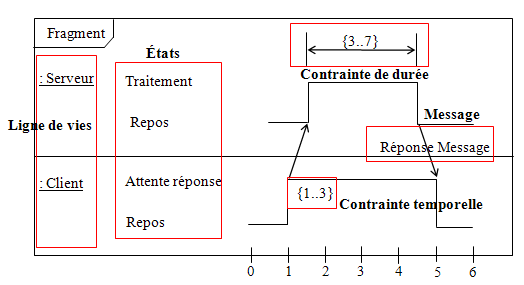 Fragment
{3..7}
États
Contrainte de durée
: Serveur
Traitement
Ligne de vies
Repos
Message
Réponse Message
: Client
Attente réponse
{1..3}
Contrainte temporelle
Repos
0 1 2 3 4 5 6